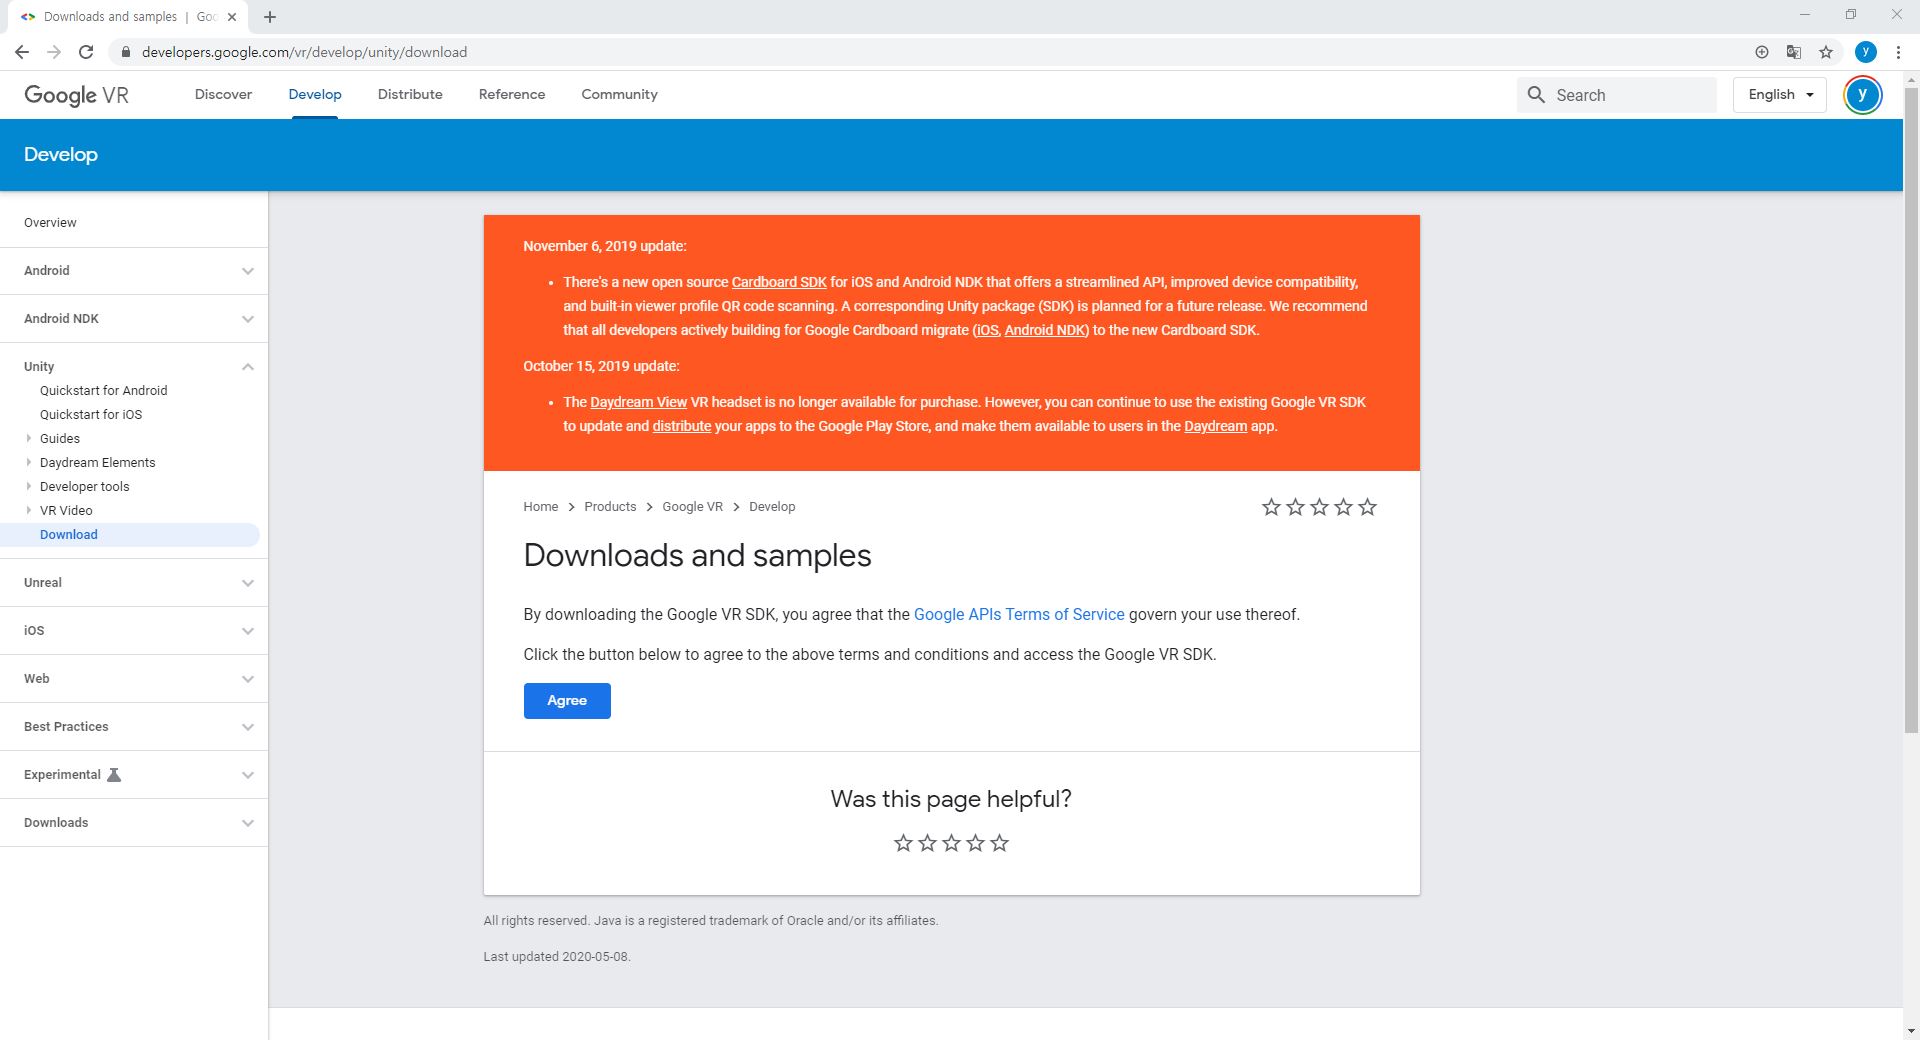 Downloads and samples | Goo
developers.google.com/vr/develop/unity/download
y
Google VR
Discover
Develop
Distribute
Reference
Community
Search
English
y
Develop
Overview
Android
Android NDK
Unity
Quickstart for Android
Quickstart for iOS
Guides
Daydream Elements
Developer tools
VR Video
Download
Unreal
iOS
Web
Best Practices
Experimental
Downloads
November 6, 2019 update:
• There's a new open source Cardboard SDK for iOS and Android NDK that offers a streamlined API, improved device compatibility,
and built-in viewer profile QR code scanning. A corresponding Unity package (SDK) is planned for a future release. We recommend
that all developers actively building for Google Cardboard migrate (iOS, Android NDK) to the new Cardboard SDK.
October 15, 2019 update:
• The Daydream View VR headset is no longer available for purchase. However, you can continue to use the existing Google VR SDK
to update and distribute your apps to the Google Play Store, and make them available to users in the Daydream app.
Home > Products > Google VR > Develop
Downloads and samples
By downloading the Google VR SDK, you agree that the Google APIs Terms of Service govern your use thereof.
Click the button below to agree to the above terms and conditions and access the Google VR SDK.
Agree
Was this page helpful?
All rights reserved. Java is a registered trademark of Oracle and/or its affiliates.
Last updated 2020-05-08.